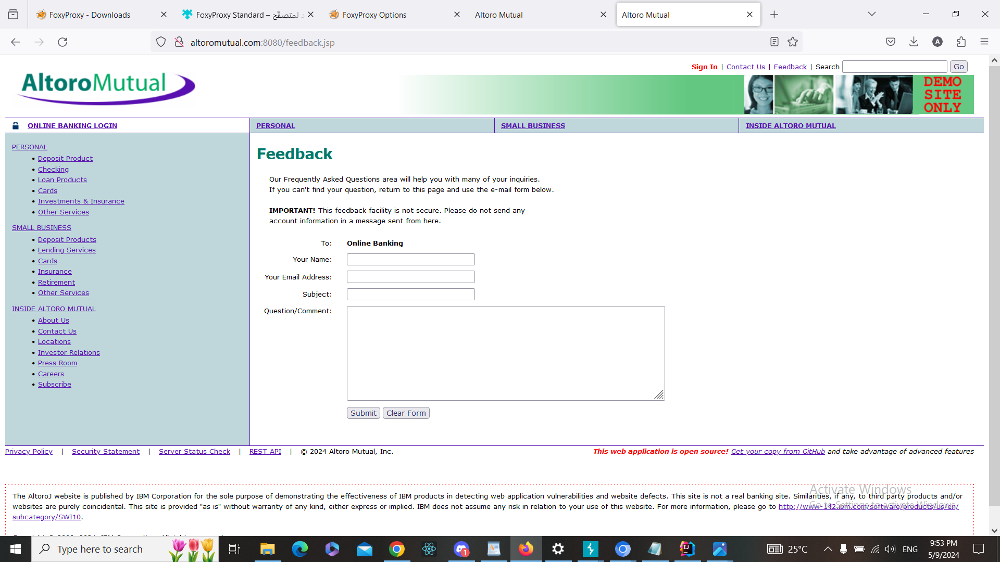 FoxyProxy - Downloads
FoxyProxy Standard – د لمتصفّح
FoxyProxy Options
Altoro Mutual
Altoro Mutual
altoromutual.com:8080/feedback.jsp
Sign In | Contact Us | Feedback | Search Go
AltoroMutual
DEMO
SITE
ONLY
ONLINE BANKING LOGIN
PERSONAL
SMALL BUSINESS
INSIDE ALTORO MUTUAL
PERSONAL
Deposit Product
Checking
Loan Products
Cards
Investments & Insurance
Other Services
SMALL BUSINESS
Deposit Products
Lending Services
Cards
Insurance
Retirement
Other Services
INSIDE ALTORO MUTUAL
About Us
Contact Us
Locations
Investor Relations
Press Room
Careers
Subscribe
Feedback
Our Frequently Asked Questions area will help you with many of your inquiries.
If you can't find your question, return to this page and use the e-mail form below.
IMPORTANT! This feedback facility is not secure. Please do not send any
account information in a message sent from here.
To: Online Banking
Your Name:
Your Email Address:
Subject:
Question/Comment:
Submit Clear Form
Privacy Policy | Security Statement | Server Status Check | REST API | © 2024 Altoro Mutual, Inc.
This web application is open source! Get your copy from GitHub and take advantage of advanced features
The AltoroJ website is published by IBM Corporation for the sole purpose of demonstrating the effectiveness of IBM products in detecting web application vulnerabilities and website defects. This site is not a real banking site. Similarities, if any, to third party products and/or
websites are purely coincidental. This site is provided "as is" without warranty of any kind, either express or implied. IBM does not assume any risk in relation to your use of this website. For more information, please go to http://www-142.ibm.com/software/products/us/en/
subcategory/SWI10.
Activate Windows
Go to Settings to activate Windows.
Type here to search
25°C
ENG
9:53 PM
5/9/2024